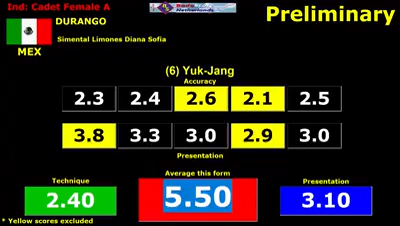 Ind: Cadet Female A
DURANGO
Preliminary
Simental Limones Diana Sofia
MEX
(6) Yuk-Jang
Accuracy
2.3 2.4 2.6 2.1 2.5
3.8 3.3 3.0 2.9 3.0
Presentation
Technique
Average this form
Presentation
2.40
5.50
3.10
* Yellow scores excluded